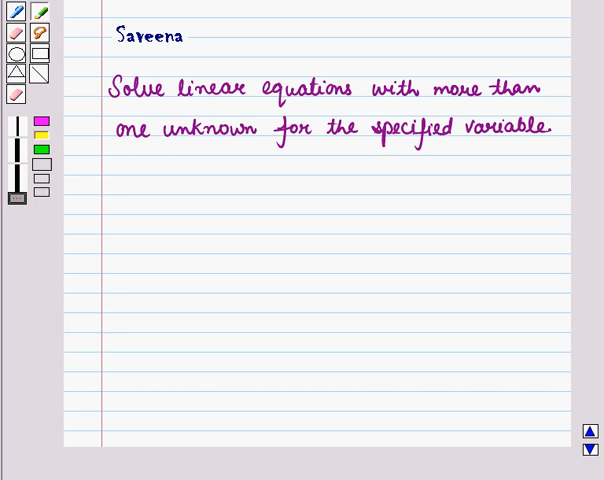 Saveena
Solve linear equations with more than
one unknown for the specified variable.